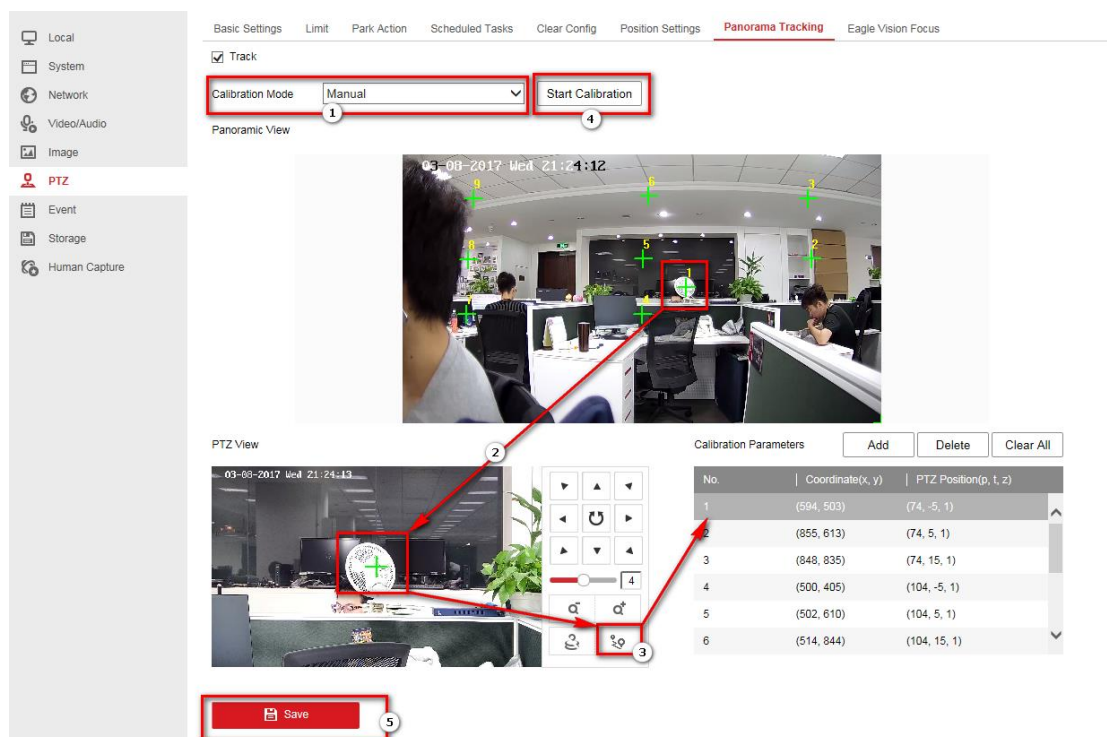 Basic Settings Limit Park Action Scheduled Tasks Clear Config Position Settings Panorama Tracking Eagle Vision Focus
Local
System
Network
Video/Audio
Image
PTZ
Event
Storage
Human Capture
Track
Calibration Mode Manual Start Calibration
1 4
Panoramic View
03-08-2017 Wed 21:24:12
9 6 3
8 5 2
1
7 4
PTZ View
2
Calibration Parameters Add Delete Clear All
03-08-2017 Wed 21:24:13
4
3
No. Coordinate(x, y) PTZ Position(p, t, z)
1 (594, 503) (74, -5, 1)
2 (855, 613) (74, 5, 1)
3 (848, 835) (74, 15, 1)
4 (500, 405) (104, -5, 1)
5 (502, 610) (104, 5, 1)
6 (514, 844) (104, 15, 1)
Save
5